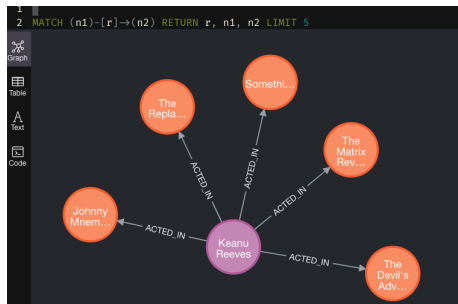 1
2 MATCH (n1)-[r]->(n2) RETURN r, n1, n2 LIMIT 5
Graph
Table
Text
Code
The
Repla...
Somethi...
The
Matrix
Rev...
Johnny
Mnem...
Keanu
Reeves
The
Devil's
Adv...
ACTED_IN
ACTED_IN
ACTED_IN
ACTED_IN
ACTED_IN